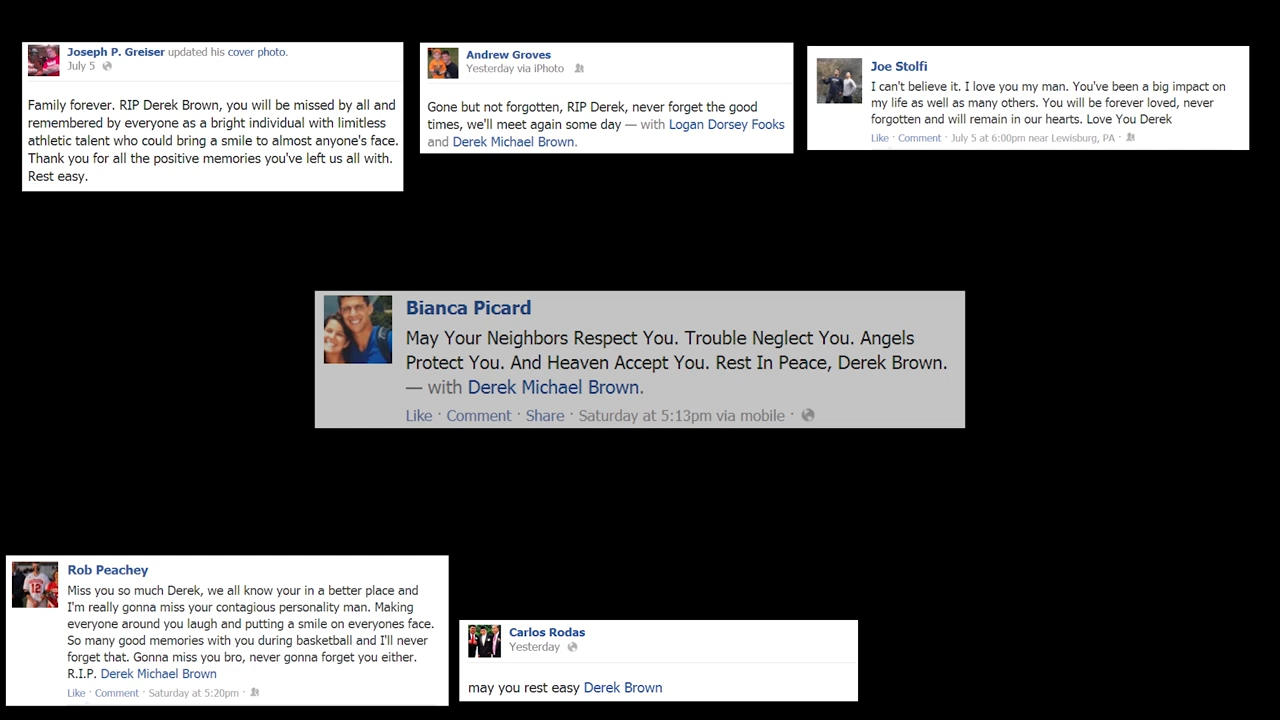 Joseph P. Greiser updated his cover photo.
July 5
Family forever. RIP Derek Brown, you will be missed by all and
remembered by everyone as a bright individual with limitless
athletic talent who could bring a smile to almost anyone's face.
Thank you for all the positive memories you've left us all with.
Rest easy.
Andrew Groves
Yesterday via iPhoto
Gone but not forgotten, RIP Derek, never forget the good
times, we'll meet again some day — with Logan Dorsey Fooks
and Derek Michael Brown.
Joe Stolfi
I can't believe it. I love you my man. You've been a big impact on
my life as well as many others. You will be forever loved, never
forgotten and will remain in our hearts. Love You Derek
Like · Comment · July 5 at 6:00pm near Lewisburg, PA ·
Bianca Picard
May Your Neighbors Respect You. Trouble Neglect You. Angels
Protect You. And Heaven Accept You. Rest In Peace, Derek Brown.
— with Derek Michael Brown.
Like · Comment · Share · Saturday at 5:13pm via mobile ·
Rob Peachey
Miss you so much Derek, we all know your in a better place and
I'm really gonna miss your contagious personality man. Making
everyone around you laugh and putting a smile on everyones face.
So many good memories with you during basketball and I'll never
forget that. Gonna miss you bro, never gonna forget you either.
R.I.P. Derek Michael Brown
Like · Comment · Saturday at 5:20pm ·
12
Carlos Rodas
Yesterday
may you rest easy Derek Brown